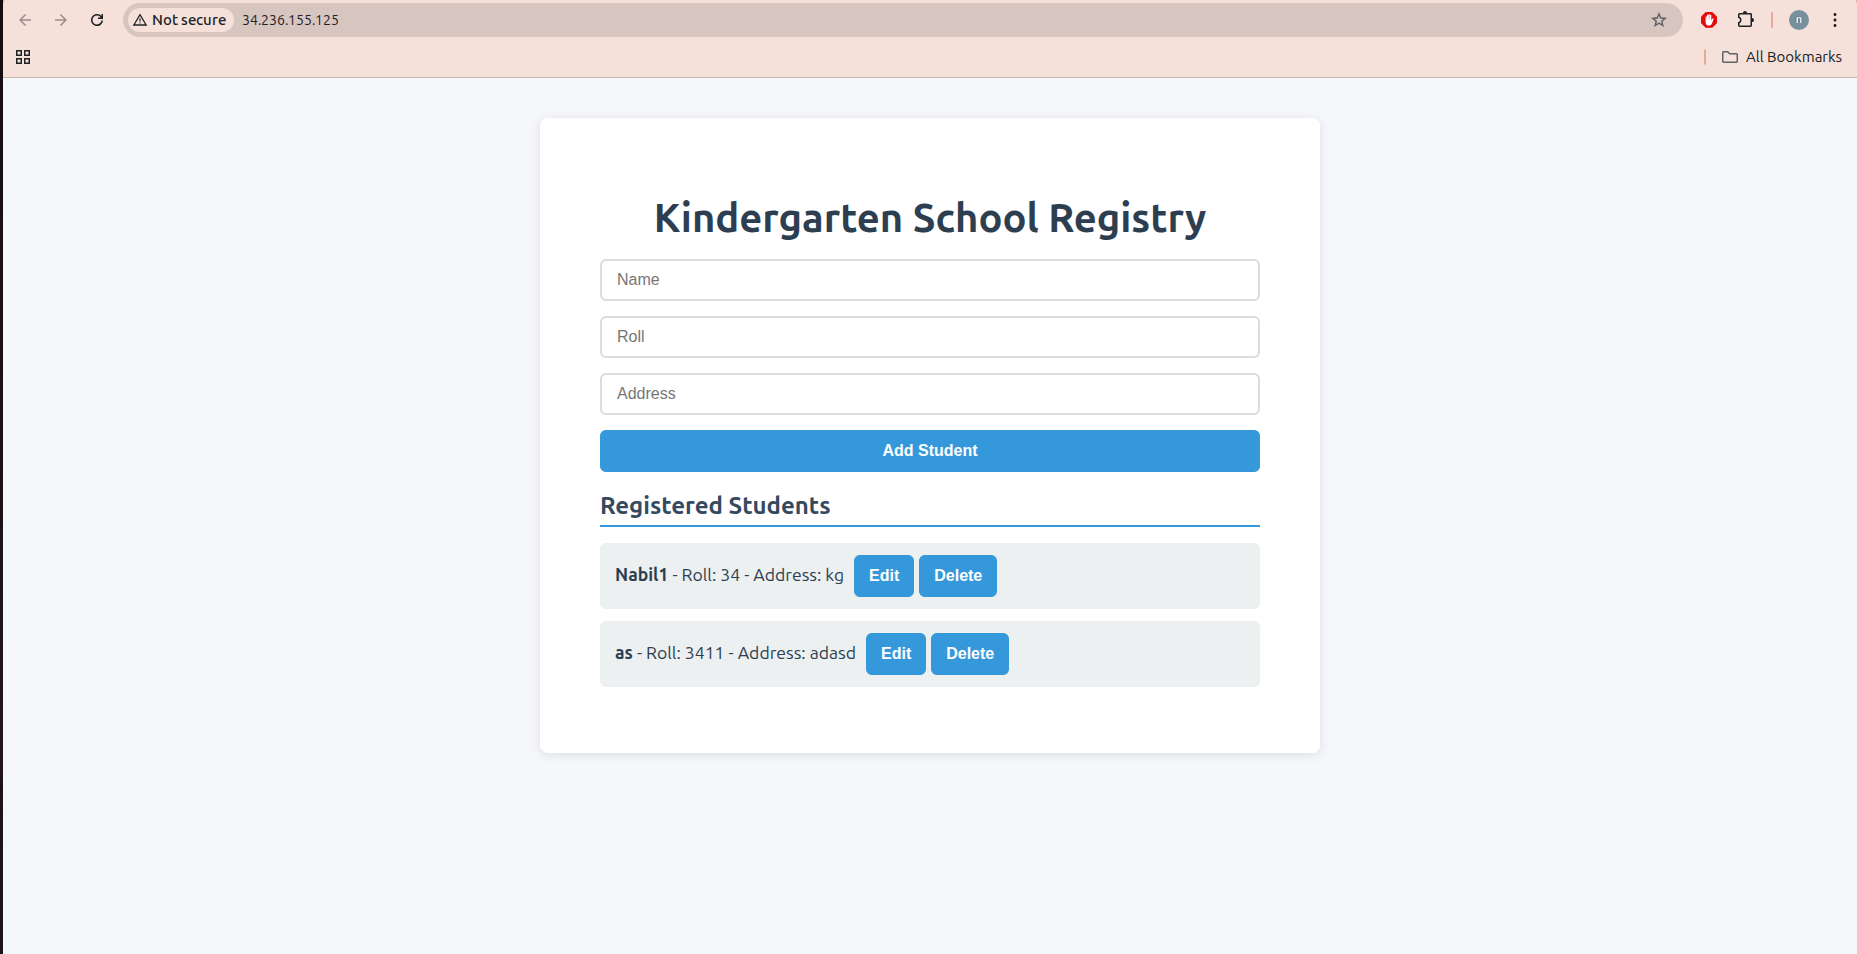 Not secure 34.236.155.125
n
All Bookmarks
Kindergarten School Registry
Name
Roll
Address
Add Student
Registered Students
Nabil1 - Roll: 34 - Address: kg Edit Delete
as - Roll: 3411 - Address: adasd Edit Delete